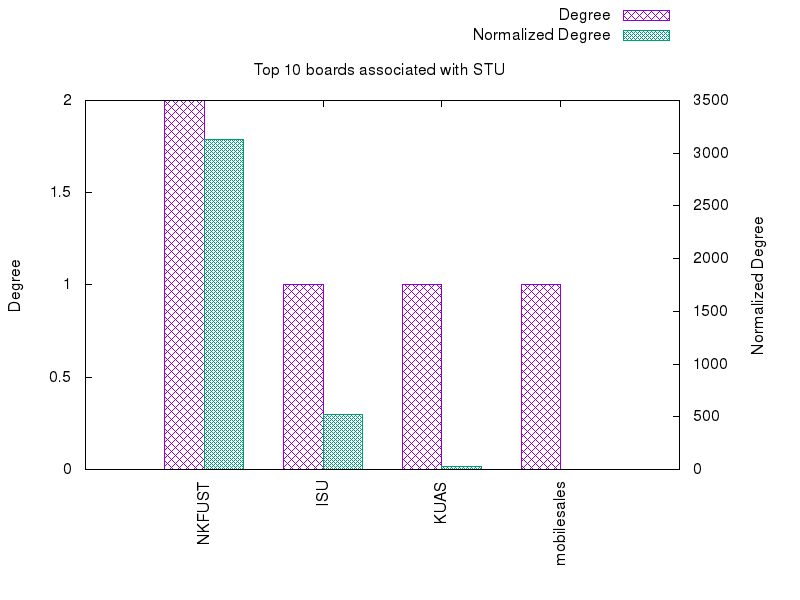 Degree
Normalized Degree
Top 10 boards associated with STU
2
1.5
1
0.5
0
3500
3000
2500
2000
1500
1000
500
0
Degree
Normalized Degree
NKFUST
ISU
KUAS
mobilesales